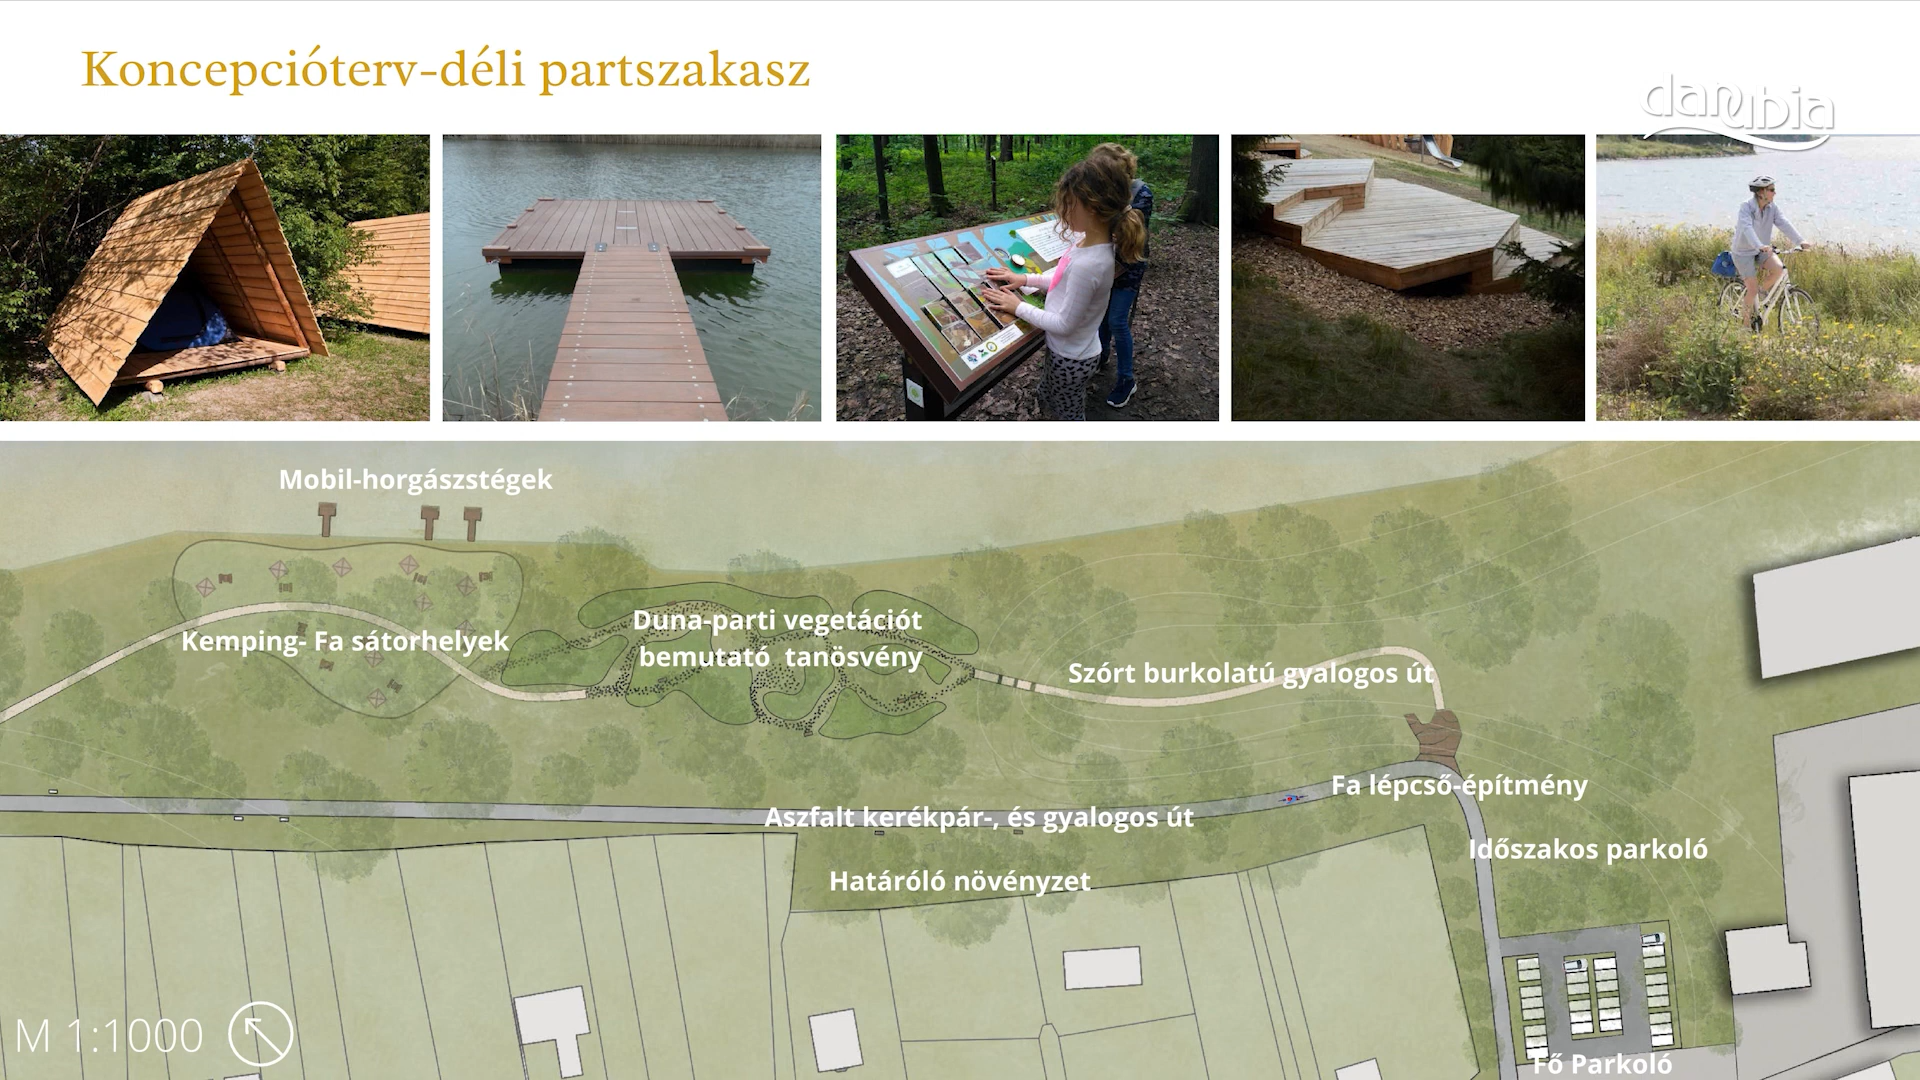 Koncepcióterv-déli partszakasz
danubia
Mobil-horgászstégek
Kemping- Fa sátorhelyek
Duna-parti vegetációt
bemutató tanösvény
Szórt burkolatú gyalogos út
Fa lépcső-építmény
Aszfalt kerékpár-, és gyalogos út
Időszakos parkoló
Határóló növényzet
M 1:1000
Fő Parkoló